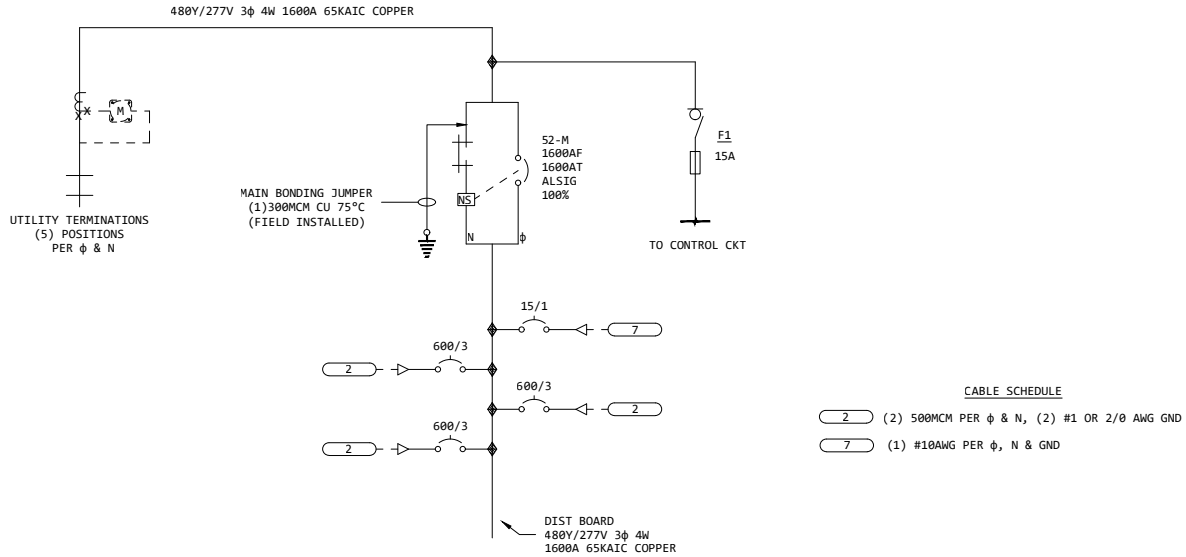 480Y/277V 3ϕ 4W 1600A 65KAIC COPPER
X
X
M
UTILITY TERMINATIONS
(5) POSITIONS
PER ϕ & N
MAIN BONDING JUMPER
(1)300MCM CU 75°C
(FIELD INSTALLED)
NS
N
ϕ
52-M
1600AF
1600AT
ALSIG
100%
F1
15A
TO CONTROL CKT
15/1
7
600/3
2
600/3
2
600/3
2
DIST BOARD
480Y/277V 3ϕ 4W
1600A 65KAIC COPPER
CABLE SCHEDULE
2 (2) 500MCM PER ϕ & N, (2) #1 OR 2/0 AWG GND
7 (1) #10AWG PER ϕ, N & GND